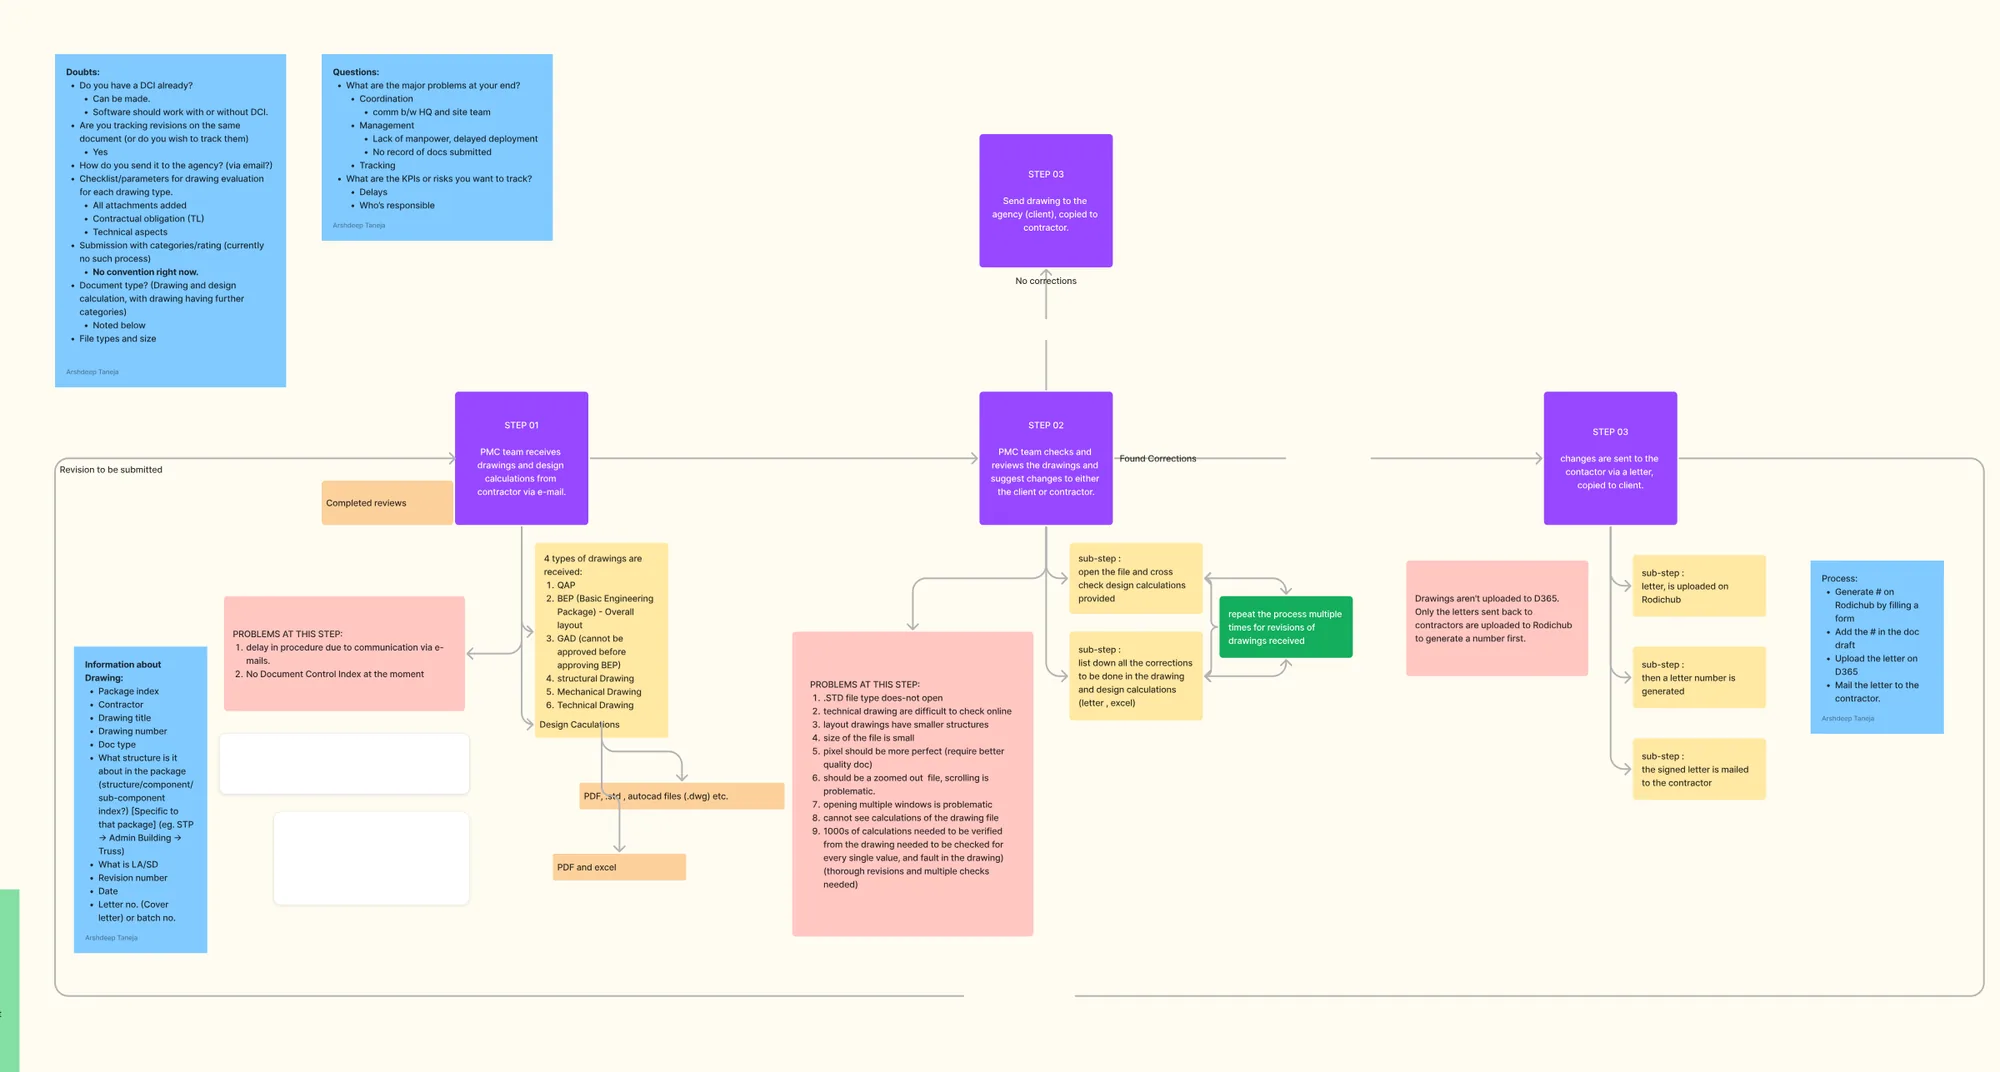 Doubts:
Do you have a DCI already?
Can be made.
Software should work with or without DCI.
Are you tracking revisions on the same
document (or do you wish to track them)
Yes
How do you send it to the agency? (via email?)
Checklist/parameters for drawing evaluation
for each drawing type.
All attachments added
Contractual obligation (TL)
Technical aspects
Submission with categories/rating (currently
no such process)
No convention right now.
Document type? (Drawing and design
calculation, with drawing having further
categories)
Noted below
File types and size
Arshdeep Taneja
Questions:
What are the major problems at your end?
Coordination
comm b/w HQ and site team
Management
Lack of manpower, delayed deployment
No record of docs submitted
Tracking
What are the KPIs or risks you want to track?
Delays
Who's responsible
Arshdeep Taneja
STEP 03
Send drawing to the
agency (client), copied to
contractor.
No corrections
Revision to be submitted
Completed reviews
STEP 01
PMC team receives
drawings and design
calculations from
contractor via e-mail.
STEP 02
PMC team checks and
reviews the drawings and
suggest changes to either
the client or contractor.
Found Corrections
STEP 03
changes are sent to the
contactor via a letter,
copied to client.
Information about
Drawing:
Package index
Contractor
Drawing title
Drawing number
Doc type
What structure is it
about in the package
(structure/component/
sub-component
index?) [Specific to
that package] (eg. STP
→ Admin Building →
Truss)
What is LA/SD
Revision number
Date
Letter no. (Cover
letter) or batch no.
Arshdeep Taneja
PROBLEMS AT THIS STEP:
1. delay in procedure due to communication via e-
mails.
2. No Document Control Index at the moment
4 types of drawings are
received:
1. QAP
2. BEP (Basic Engineering
Package) - Overall
layout
3. GAD (cannot be
approved before
approving BEP)
4. structural Drawing
5. Mechanical Drawing
6. Technical Drawing
Design Caculations
PDF, .std , autocad files (.dwg) etc.
PDF and excel
PROBLEMS AT THIS STEP:
1. .STD file type does-not open
2. technical drawing are difficult to check online
3. layout drawings have smaller structures
4. size of the file is small
5. pixel should be more perfect (require better
quality doc)
6. should be a zoomed out file, scrolling is
problematic.
7. opening multiple windows is problematic
8. cannot see calculations of the drawing file
9. 1000s of calculations needed to be verified
from the drawing needed to be checked for
every single value, and fault in the drawing)
(thorough revisions and multiple checks
needed)
sub-step :
open the file and cross
check design calculations
provided
sub-step :
list down all the corrections
to be done in the drawing
and design calculations
(letter , excel)
repeat the process multiple
times for revisions of
drawings received
Drawings aren't uploaded to D365.
Only the letters sent back to
contractors are uploaded to Rodichub
to generate a number first.
sub-step :
letter, is uploaded on
Rodichub
sub-step :
then a letter number is
generated
sub-step :
the signed letter is mailed
to the contractor
Process:
Generate # on
Rodichub by filling a
form
Add the # in the doc
draft
Upload the letter on
D365
Mail the letter to the
contractor.
Arshdeep Taneja